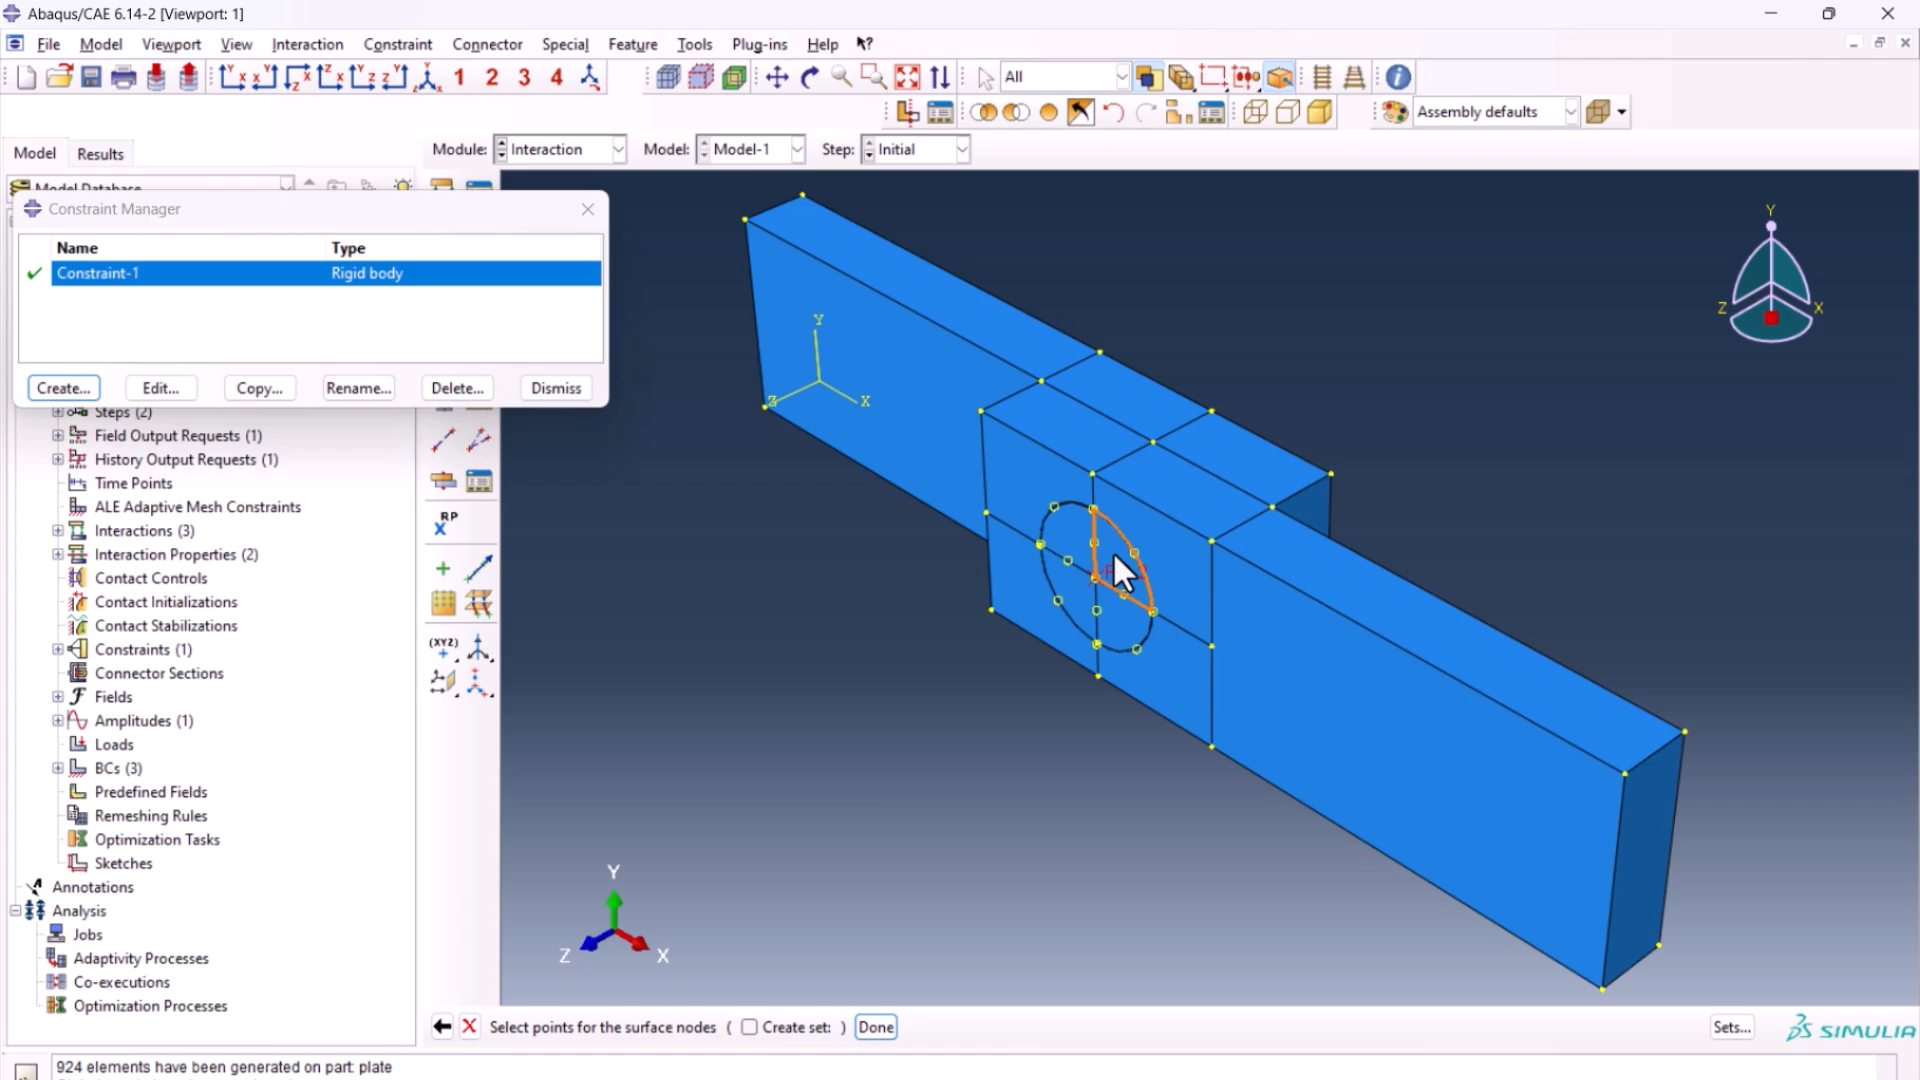 Abaqus/CAE 6.14-2 [Viewport: 1]
File Model Viewport View Interaction Constraint Connector Special Feature Tools Plug-ins Help
1 2 3 4 All
Assembly defaults
Model Results Module: Interaction Model: Model-1 Step: Initial
Model Database
Constraint Manager
Name Type
Constraint-1 Rigid body
Create... Edit... Copy... Rename... Delete... Dismiss
Steps (2)
Field Output Requests (1)
History Output Requests (1)
Time Points
ALE Adaptive Mesh Constraints
Interactions (3)
Interaction Properties (2)
Contact Controls
Contact Initializations
Contact Stabilizations
Constraints (1)
Connector Sections
Fields
Amplitudes (1)
Loads
BCs (3)
Predefined Fields
Remeshing Rules
Optimization Tasks
Sketches
Annotations
Analysis
Jobs
Adaptivity Processes
Co-executions
Optimization Processes
RP
(XYZ)
Y
Z X
Y
Z X
Y
Z X
Select points for the surface nodes ( Create set: ) Done
Sets...
SIMULIA
924 elements have been generated on part: plate